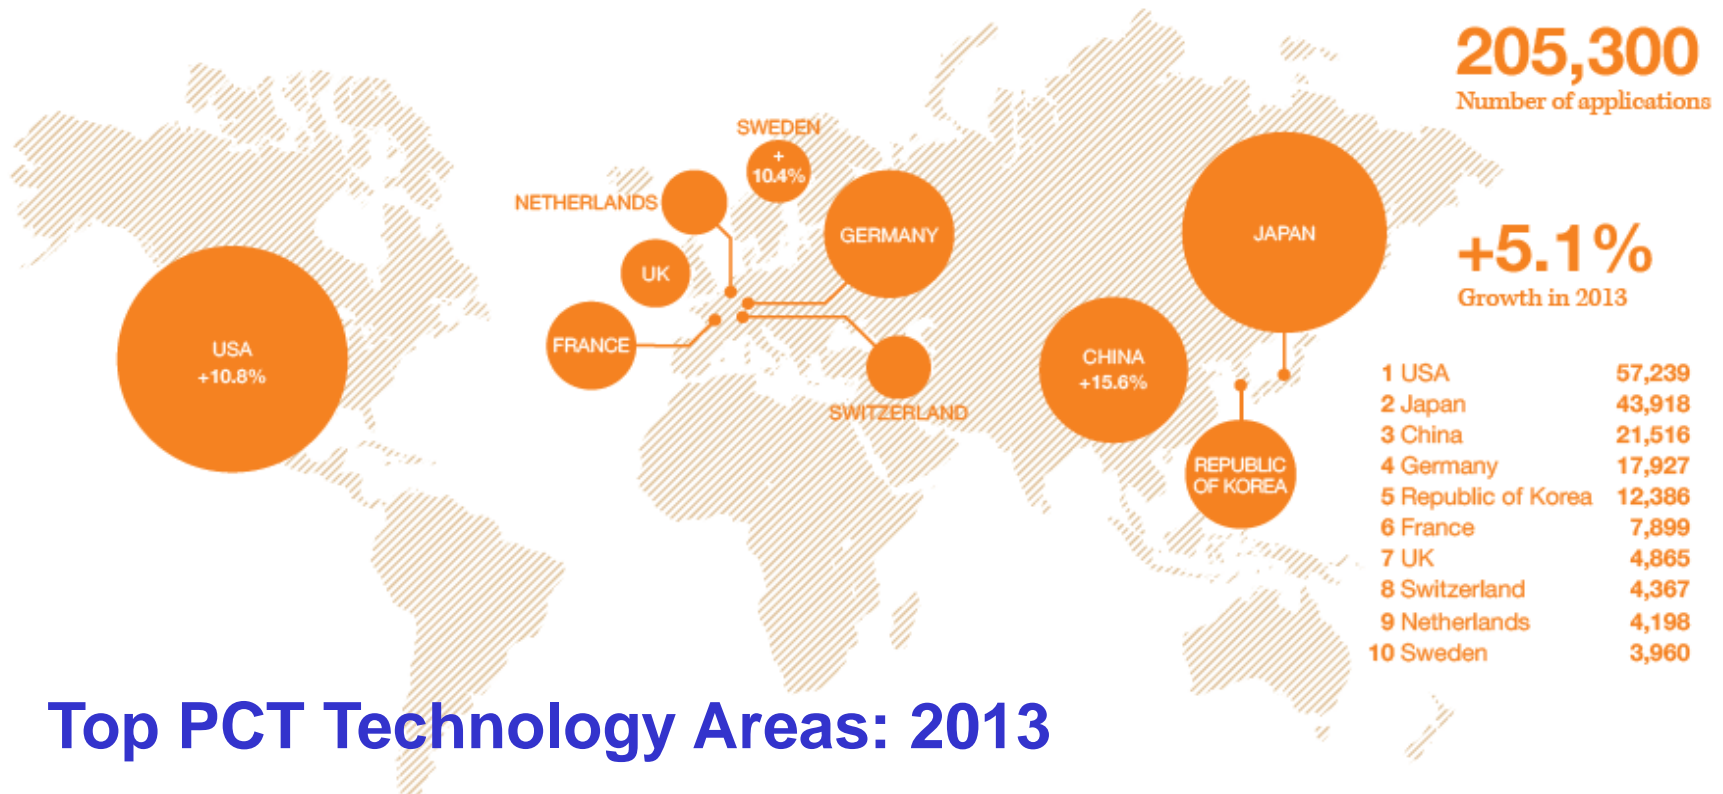 205,300
Number of applications
SWEDEN
+
10.4%
NETHERLANDS
GERMANY
JAPAN
UK
+5.1%
Growth in 2013
FRANCE
USA
+10.8%
CHINA
+15.6%
SWITZERLAND
REPUBLIC
OF KOREA
1 USA 57,239
2 Japan 43,918
3 China 21,516
4 Germany 17,927
5 Republic of Korea 12,386
6 France 7,899
7 UK 4,865
8 Switzerland 4,367
9 Netherlands 4,198
10 Sweden 3,960
Top PCT Technology Areas: 2013